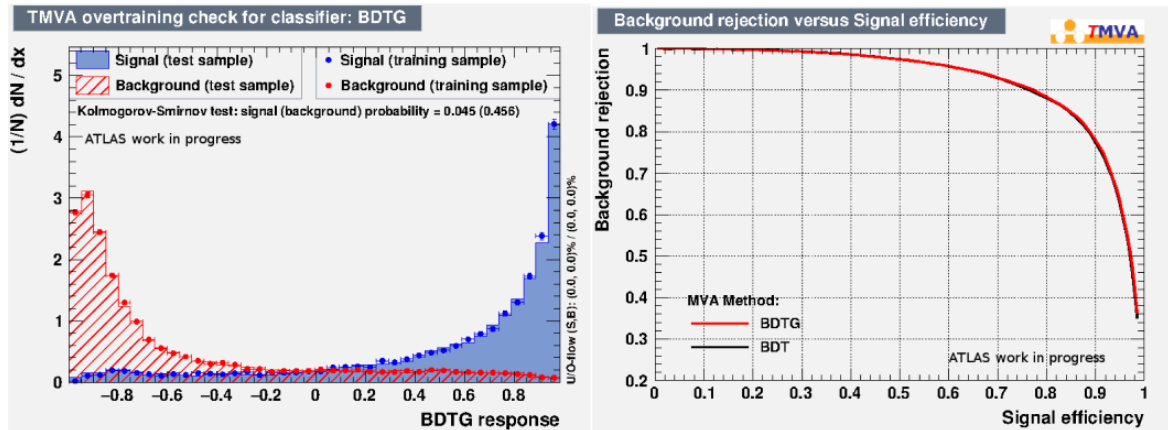 TMVA overtraining check for classifier: BDTG
(1/N) dN / dx
5
4
3
2
1
0
Signal (test sample)
Signal (training sample)
Background (test sample)
Background (training sample)
Kolmogorov-Smirnov test: signal (background) probability = 0.045 (0.456)
ATLAS work in progress
U/O-flow (S,B): (0.0, 0.0)% / (0.0, 0.0)%
−0.8 −0.6 −0.4 −0.2 0 0.2 0.4 0.6 0.8
BDTG response
Background rejection versus Signal efficiency
TMVA
Background rejection
1
0.9
0.8
0.7
0.6
0.5
0.4
0.3
0.2
MVA Method:
BDTG
BDT
ATLAS work in progress
0 0.1 0.2 0.3 0.4 0.5 0.6 0.7 0.8 0.9 1
Signal efficiency